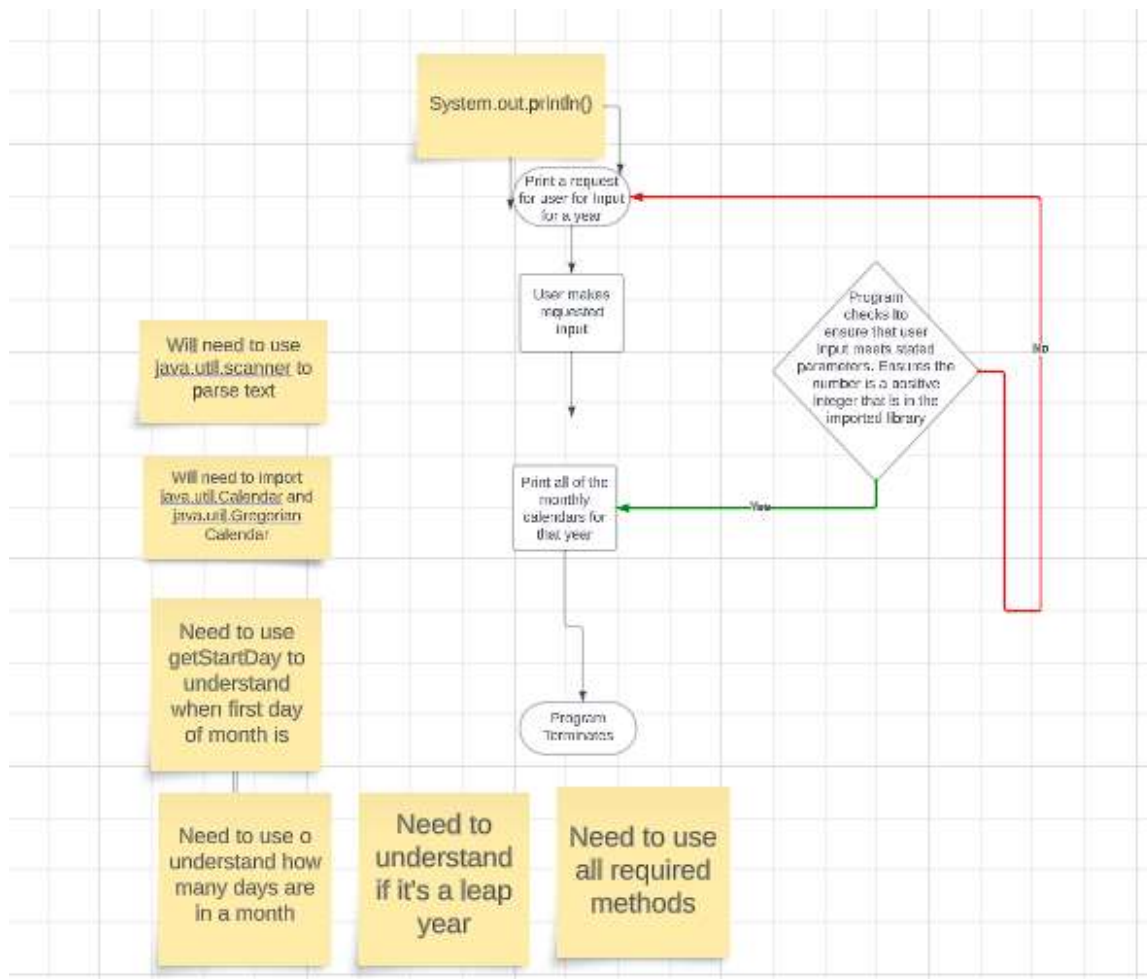 System.out.println()
Print a request
for user for Input
for a year
User makes
requested
input
Program
checks to
ensure that user
Input meets stated
parameters. Ensures the
number is a positive
Integer that is in the
imported library
No
Will need to use
java.util.scanner to
parse text
Will need to import
java.util.Calendar and
java.util.Gregorian
Calendar
Print all of the
monthly
calendars for
that year
Yes
Need to use
getStartDay to
understand
when first day
of month is
Program
Terminates
Need to use o
understand how
many days are
in a month
Need to
understand
if it's a leap
year
Need to use
all required
methods